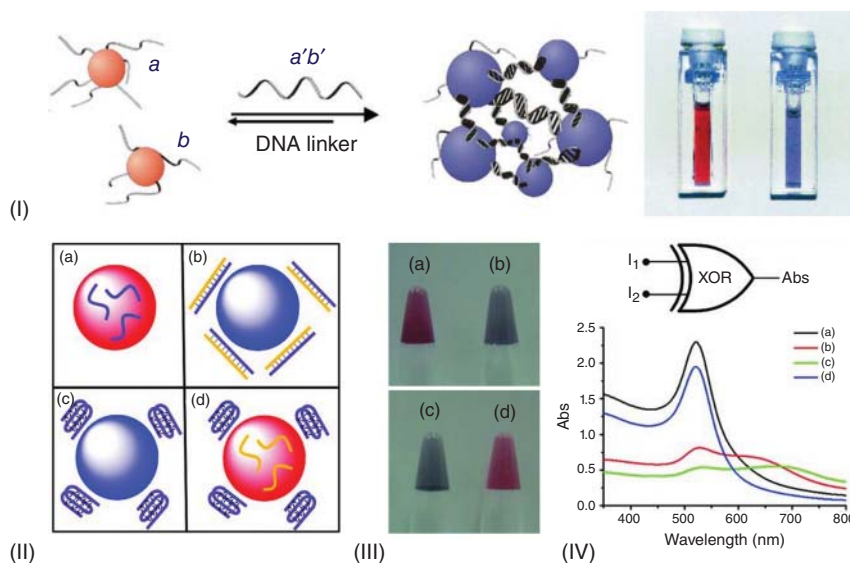 a
a'b'
b
DNA linker
(I)
(a)
(b)
(c)
(d)
(II)
(a)
(b)
(c)
(d)
(III)
I1
XOR
Abs
I2
2.5
(a)
(b)
2.0
(c)
(d)
1.5
Abs
1.0
0.5
0.0
400
500
600
700
800
Wavelength (nm)
(IV)